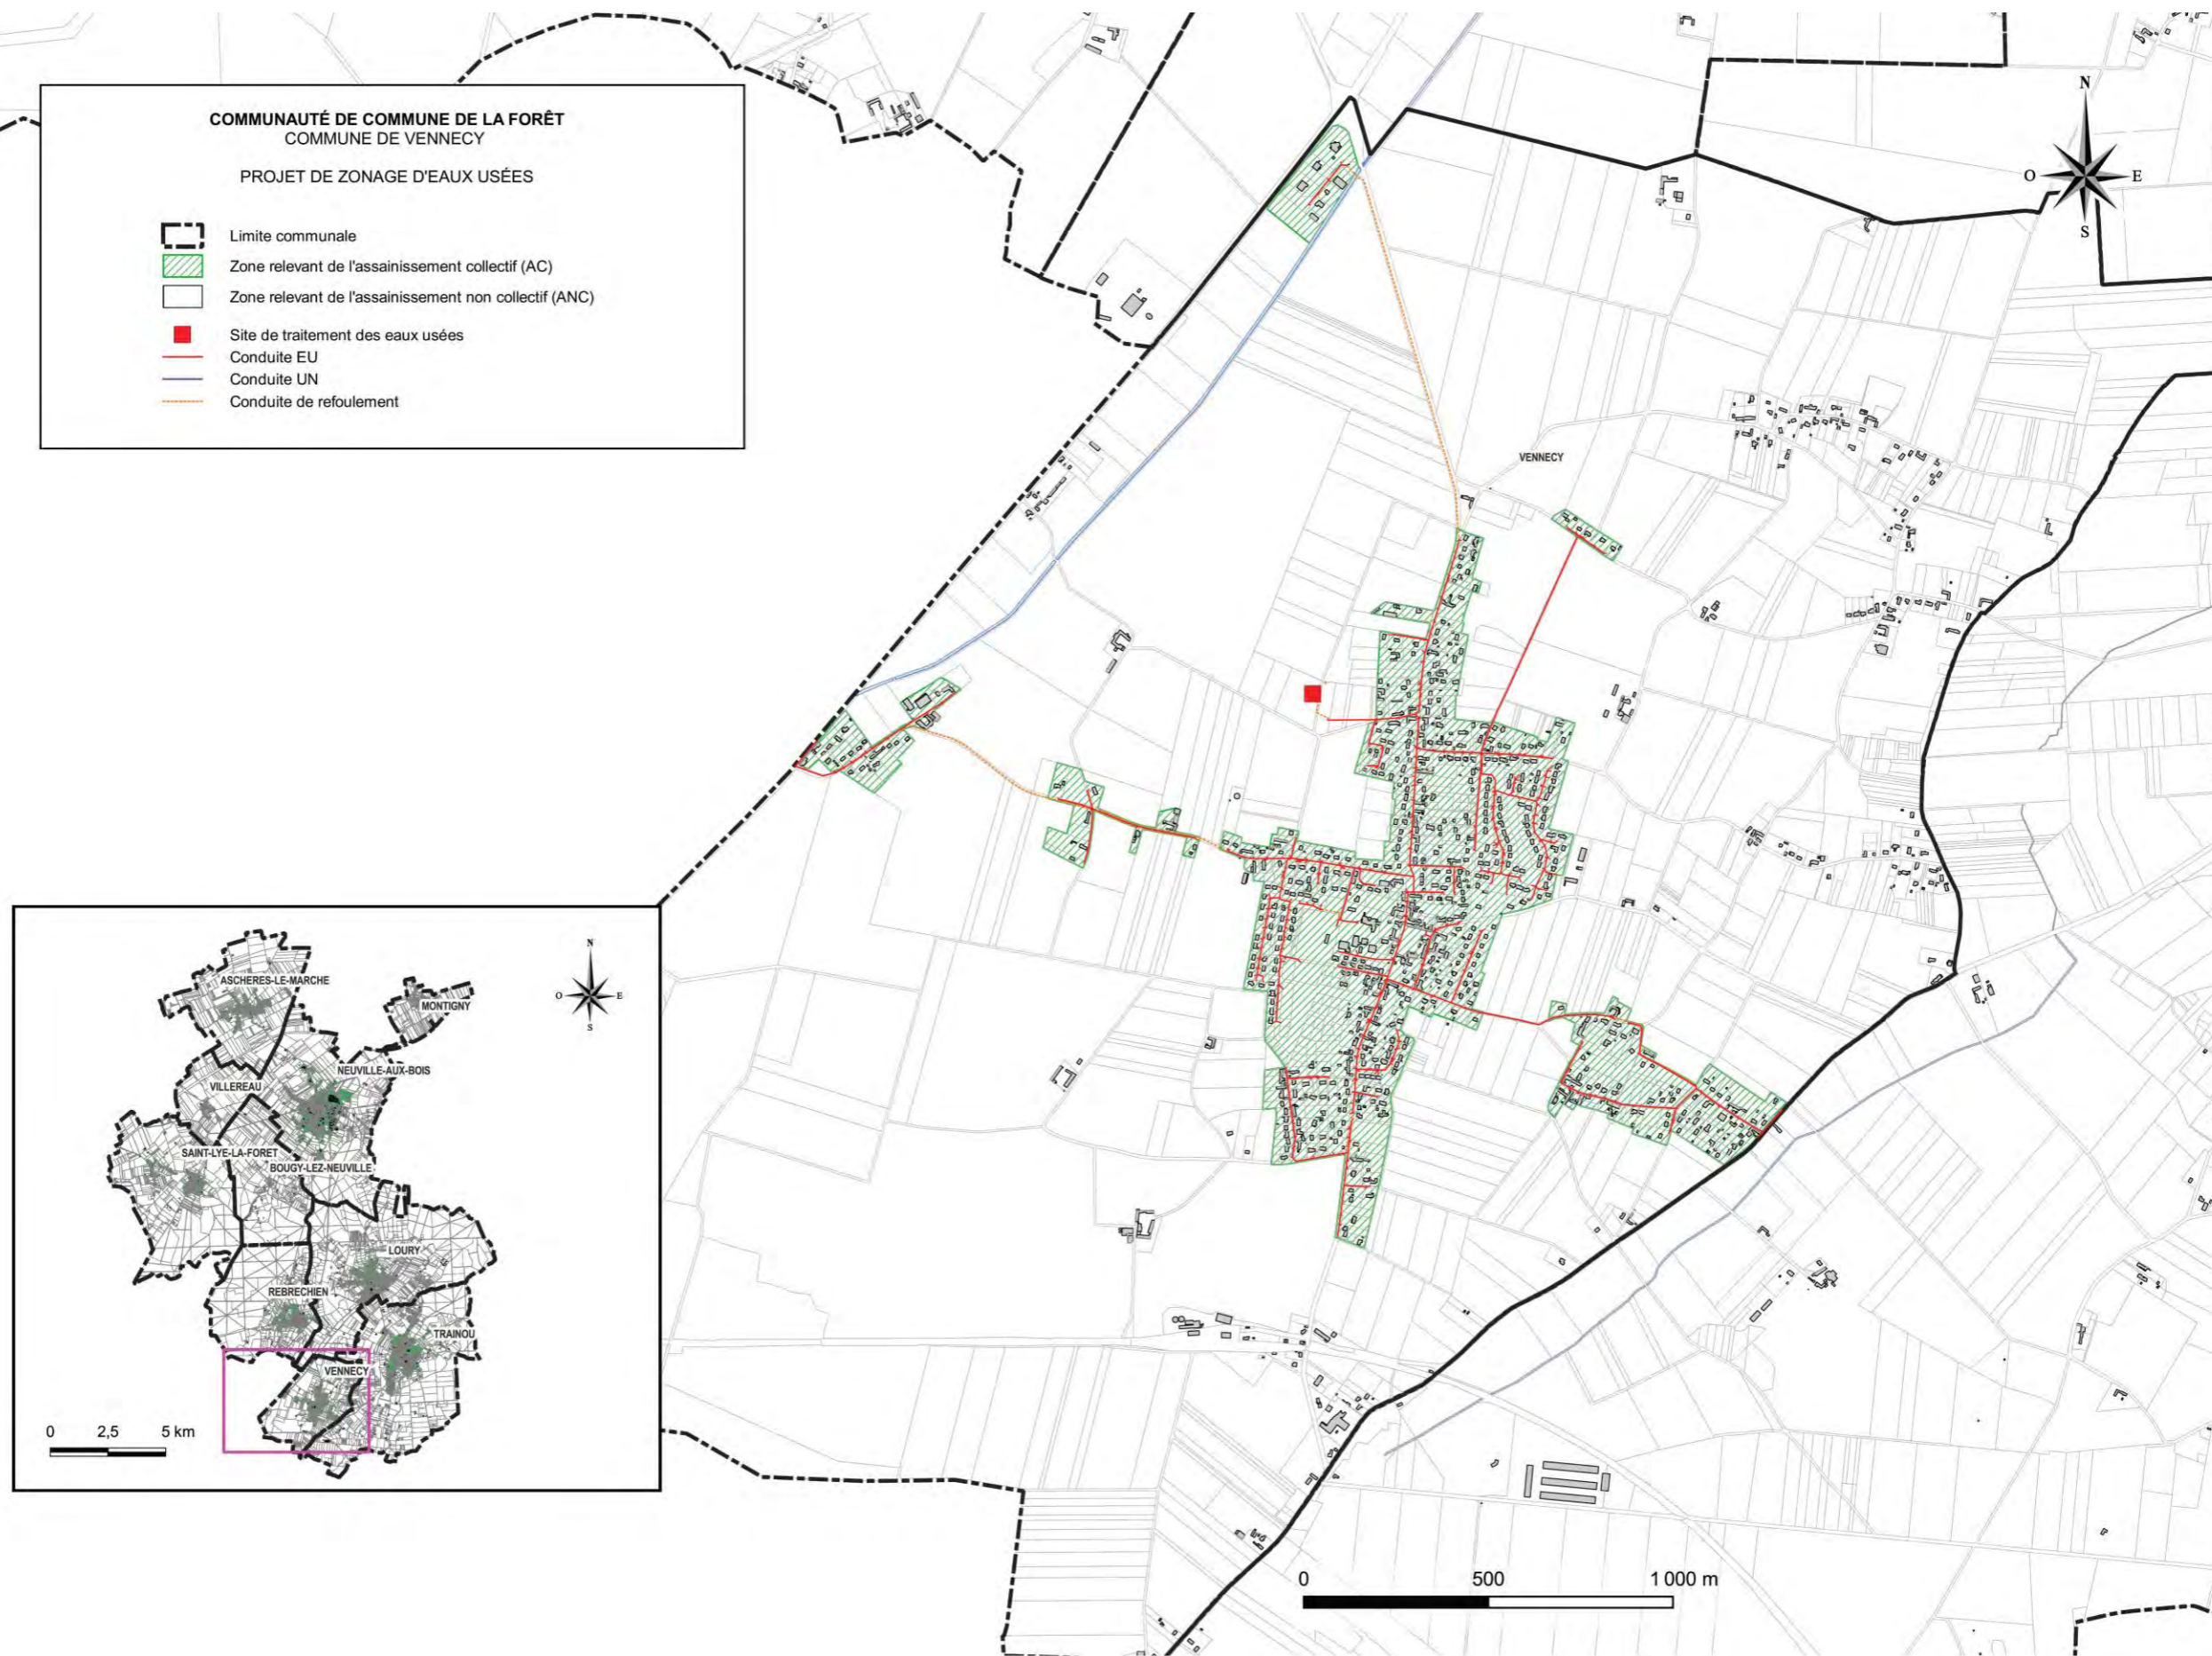 COMMUNAUTÉ DE COMMUNE DE LA FORÊT
COMMUNE DE VENNECY
PROJET DE ZONAGE D'EAUX USÉES
Limite communale
Zone relevant de l'assainissement collectif (AC)
Zone relevant de l'assainissement non collectif (ANC)
Site de traitement des eaux usées
Conduite EU
Conduite UN
Conduite de refoulement
N
O
E
S
VENNECY
ASCHERES-LE-MARCHE
MONTIGNY
N
O
E
S
NEUVILLE-AUX-BOIS
VILLEREAU
SAINT-LYE-LA-FORET
BOUGY-LEZ-NEUVILLE
LOURY
REBRECHIEN
TRAINOU
VENNECY
0 2,5 5 km
0 500 1 000 m